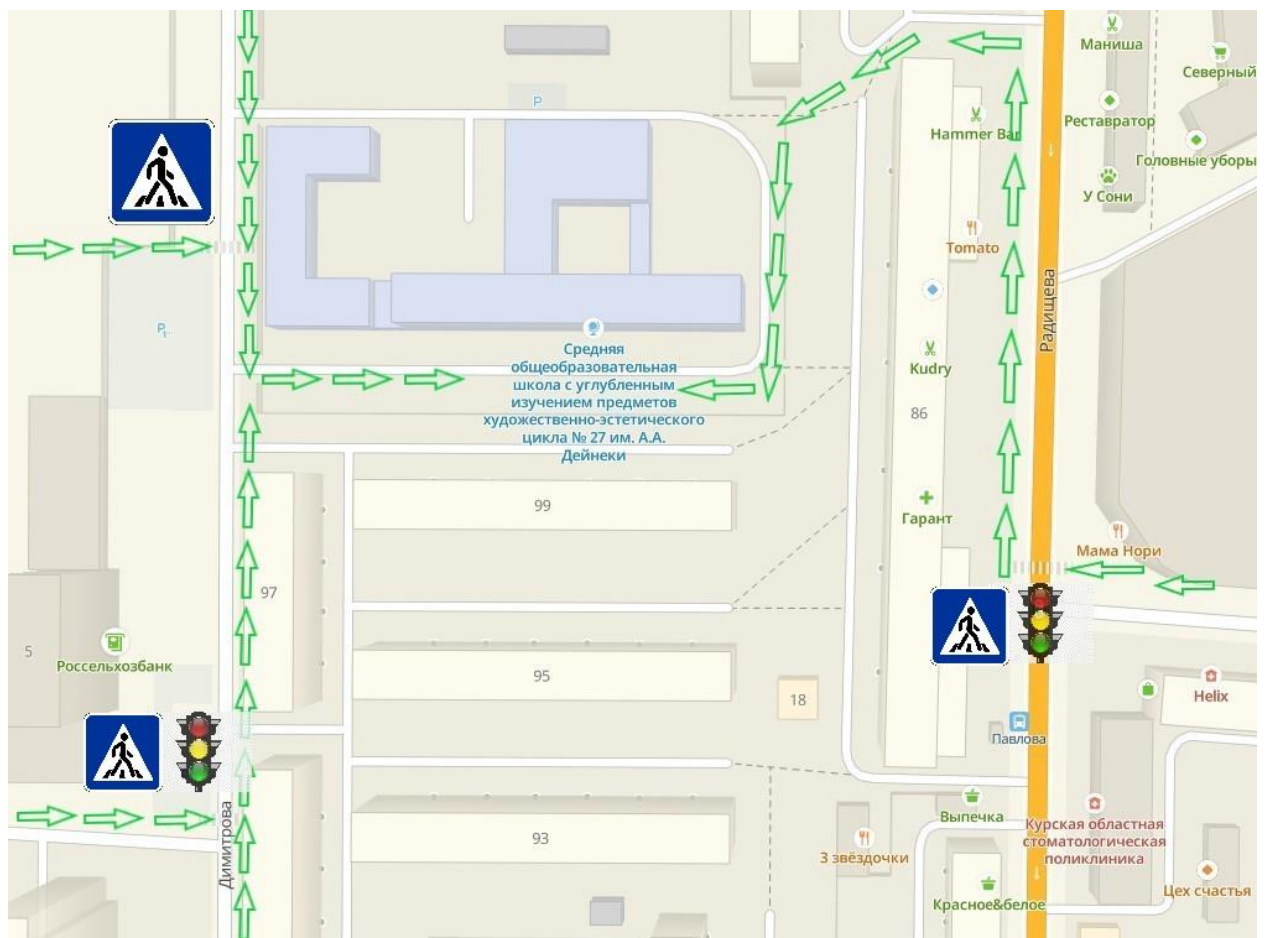 Маниша
Северный
P
Реставратор
Hammer Bar
Головные уборы
У Сони
Tomato
Радищева
P
Средняя
общеобразовательная
школа с углубленным
изучением предметов
художественно-эстетического
цикла № 27 им. А.А.
Дейнеки
Kudry
86
99
Гарант
Мама Нори
97
5
Россельхозбанк
95
18
Helix
Павлова
Димитрова
93
Выпечка
Курская областная
стоматологическая
поликлиника
3 звёздочки
Цех счастья
Красное&белое